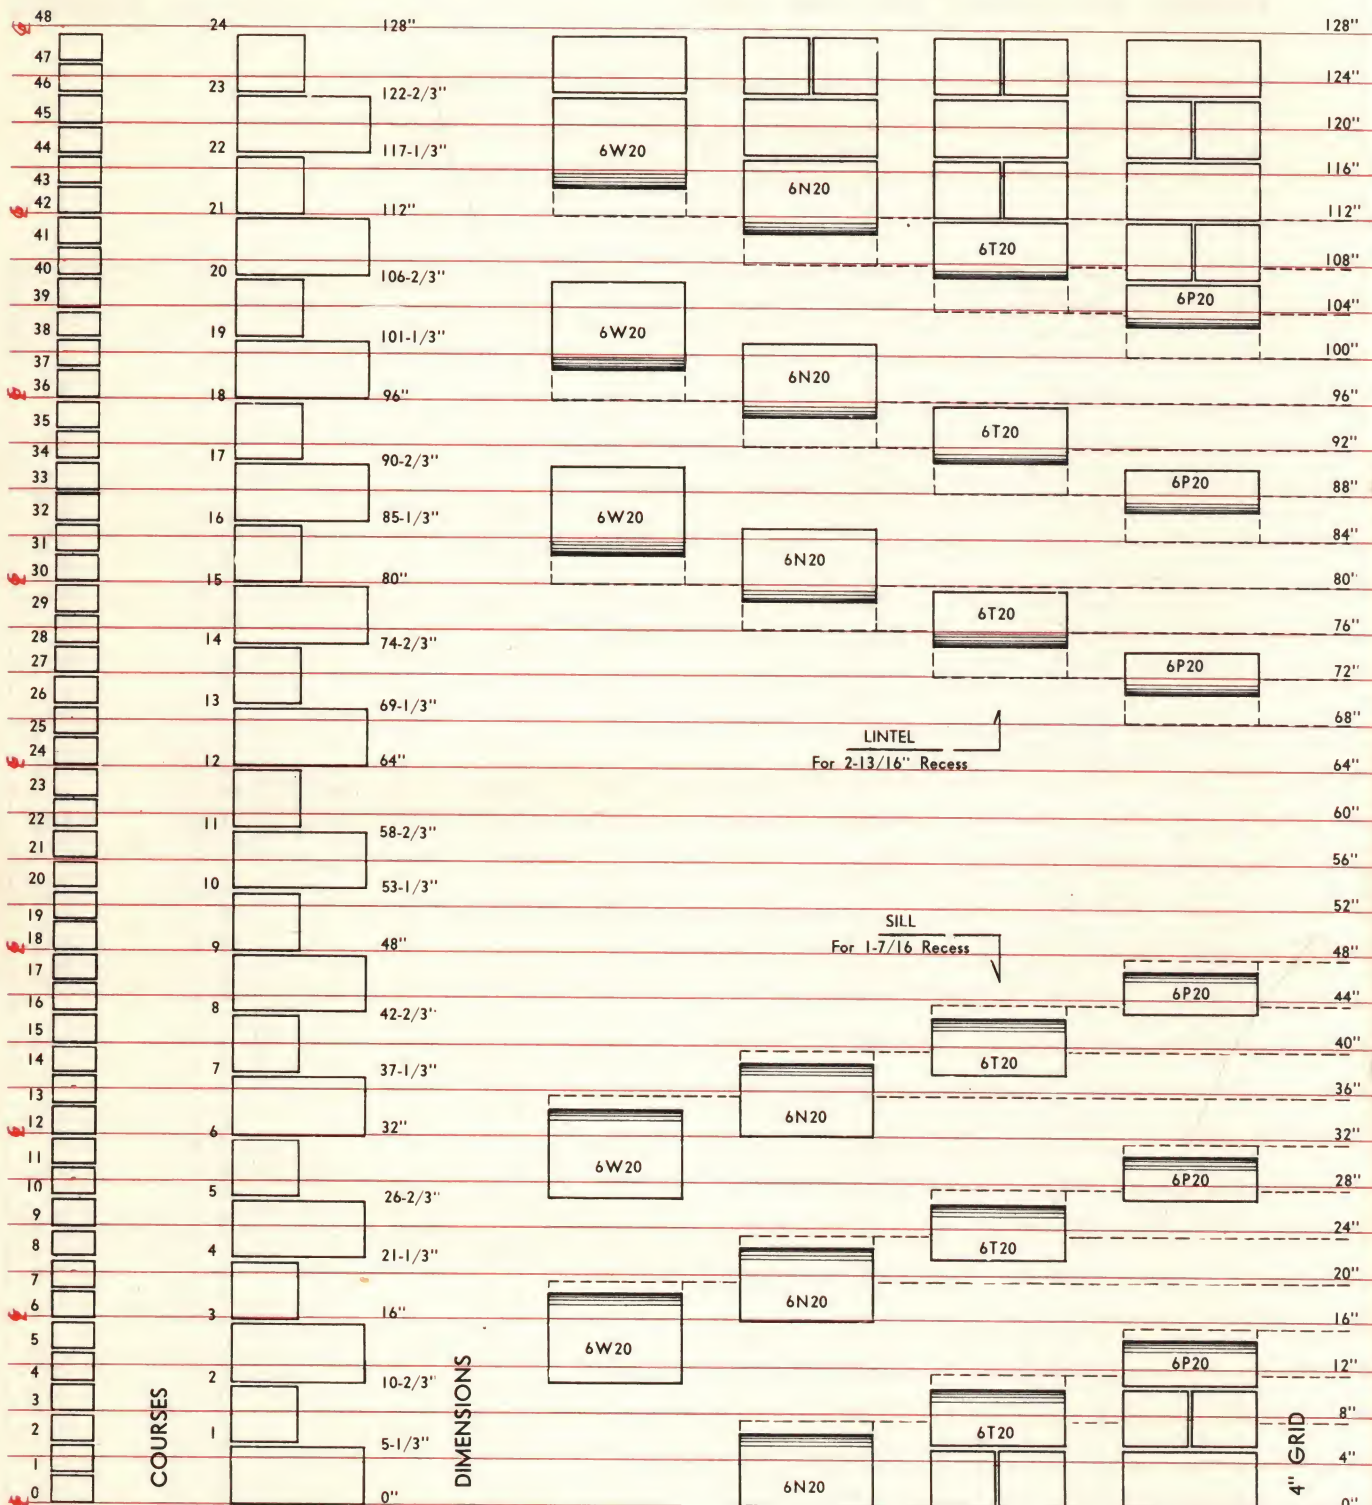 48 24 128" 128"
47
46 23 122-2/3" 124"
45 120"
44 22 117-1/3" 6W20
43 6N20 116"
42 21 112" 112"
41
40 20 106-2/3" 6T20 108"
39 6P20 104"
38 19 101-1/3" 6W20
37 100"
36 18 96" 6N20 96"
35
34 17 90-2/3" 6T20 92"
33 6P20 88"
32 16 85-1/3" 6W20
31 84"
30 15 80" 6N20 80"
29
28 14 74-2/3" 6T20 76"
27 6P20 72"
26 13 69-1/3"
25 68"
24 12 64" LINTEL 64"
For 2-13/16" Recess
23
22 11 58-2/3" 60"
21 56"
20 10 53-1/3"
19 52"
18 9 48" SILL 48"
For 1-7/16 Recess
17
16 8 42-2/3" 6P20 44"
15 40"
14 7 37-1/3" 6T20
13 36"
12 6 32" 6N20 32"
11
10 5 26-2/3" 6W20 6P20 28"
9 24"
8 4 21-1/3" 6T20
7 20"
6 3 16" 6N20 16"
5
4 2 10-2/3" 6W20 6P20 12"
3 8"
2 1 5-1/3" 6T20
1 4"
0 0" 6N20 0"
COURSES
DIMENSIONS
4" GRID